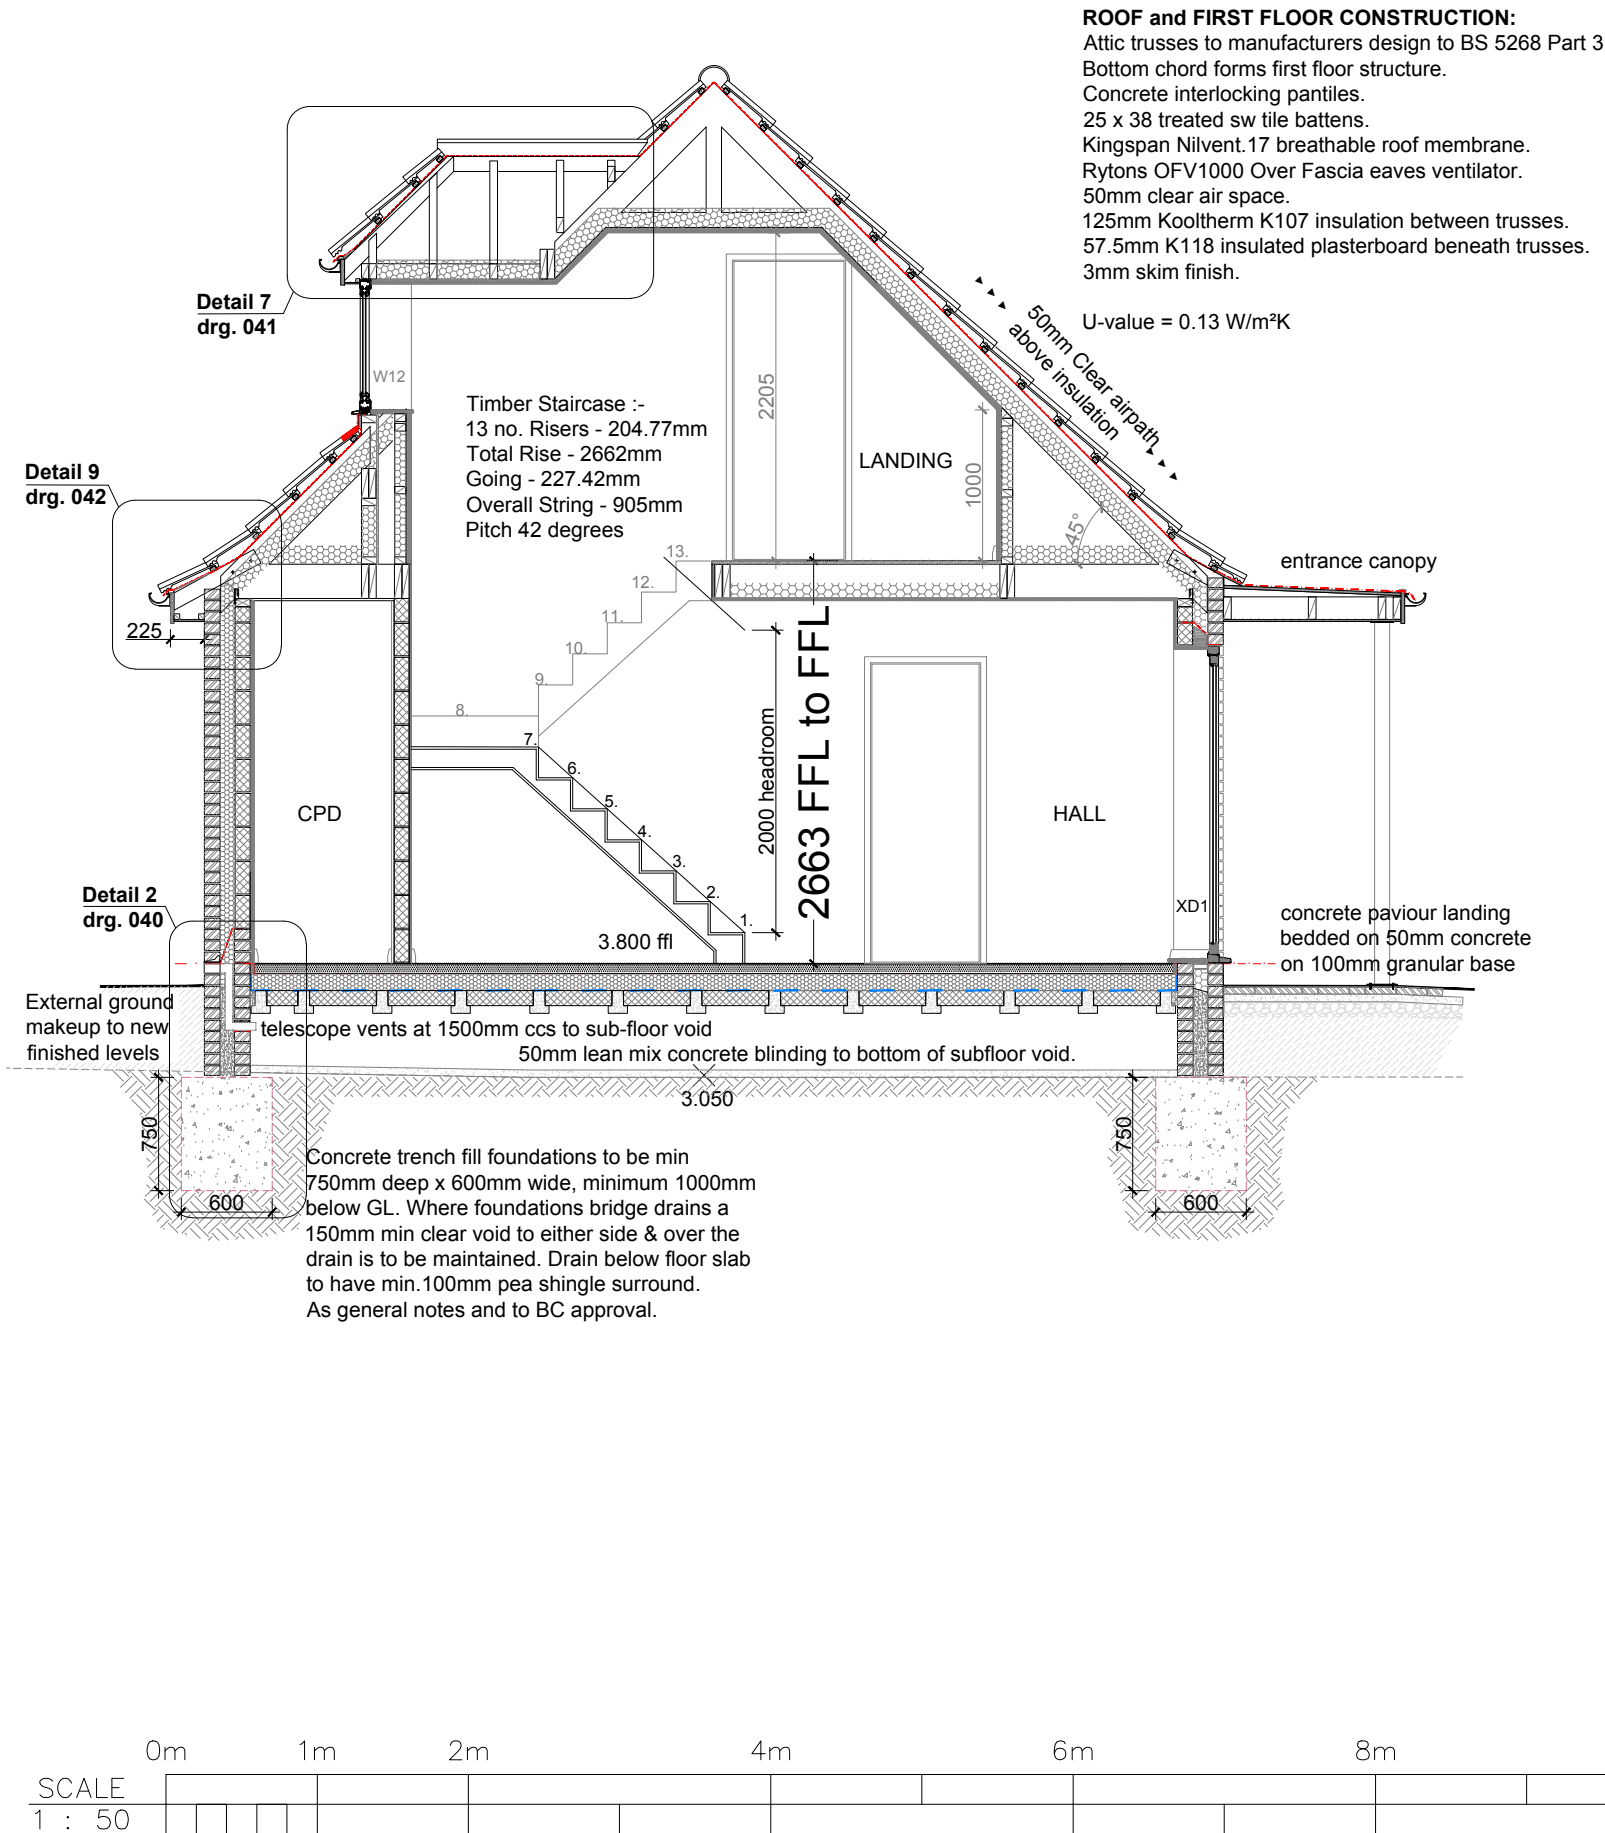 ROOF and FIRST FLOOR CONSTRUCTION:
Attic trusses to manufacturers design to BS 5268 Part 3
Bottom chord forms first floor structure.
Concrete interlocking pantiles.
25 x 38 treated sw tile battens.
Kingspan Nilvent.17 breathable roof membrane.
Rytons OFV1000 Over Fascia eaves ventilator.
50mm clear air space.
125mm Kooltherm K107 insulation between trusses.
57.5mm K118 insulated plasterboard beneath trusses.
3mm skim finish.
U-value = 0.13 W/m²K
Detail 7
drg. 041
50mm Clear airpath
above insulation
W12
2205
Timber Staircase :-
13 no. Risers - 204.77mm
Total Rise - 2662mm
Going - 227.42mm
Overall String - 905mm
Pitch 42 degrees
LANDING
1000
45°
Detail 9
drg. 042
entrance canopy
225
13.
12.
11.
10.
9.
8.
7.
6.
5.
4.
3.
2.
1.
2000 headroom
2663 FFL to FFL
CPD
HALL
XD1
Detail 2
drg. 040
3.800 ffl
concrete paviour landing
bedded on 50mm concrete
on 100mm granular base
External ground
makeup to new
finished levels
telescope vents at 1500mm ccs to sub-floor void
50mm lean mix concrete blinding to bottom of subfloor void.
3.050
750
600
750
600
Concrete trench fill foundations to be min
750mm deep x 600mm wide, minimum 1000mm
below GL. Where foundations bridge drains a
150mm min clear void to either side & over the
drain is to be maintained. Drain below floor slab
to have min.100mm pea shingle surround.
As general notes and to BC approval.
0m 1m 2m 4m 6m 8m
SCALE
1 : 50